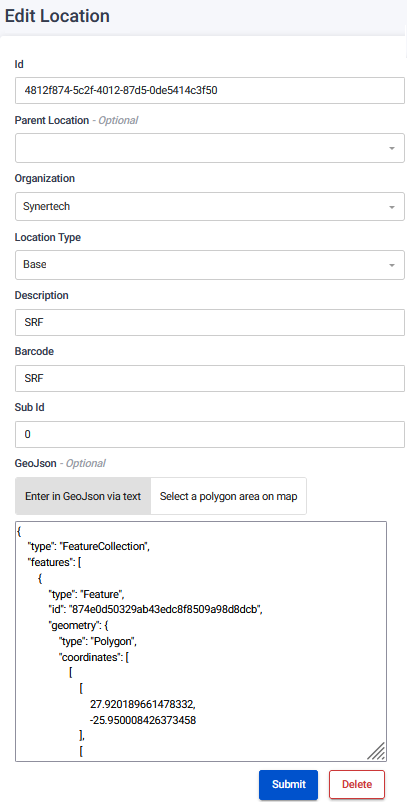 Edit Location
Id
4812f874-5c2f-4012-87d5-0de5414c3f50
Parent Location - Optional
Organization
Synertech
Location Type
Base
Description
SRF
Barcode
SRF
Sub Id
0
GeoJson - Optional
Enter in GeoJson via text Select a polygon area on map
{
"type": "FeatureCollection",
"features": [
{
"type": "Feature",
"id": "874e0d50329ab43edc8f8509a98d8dcb",
"geometry": {
"type": "Polygon",
"coordinates": [
[
[
27.920189661478332,
-25.950008426373458
],
[
Submit Delete